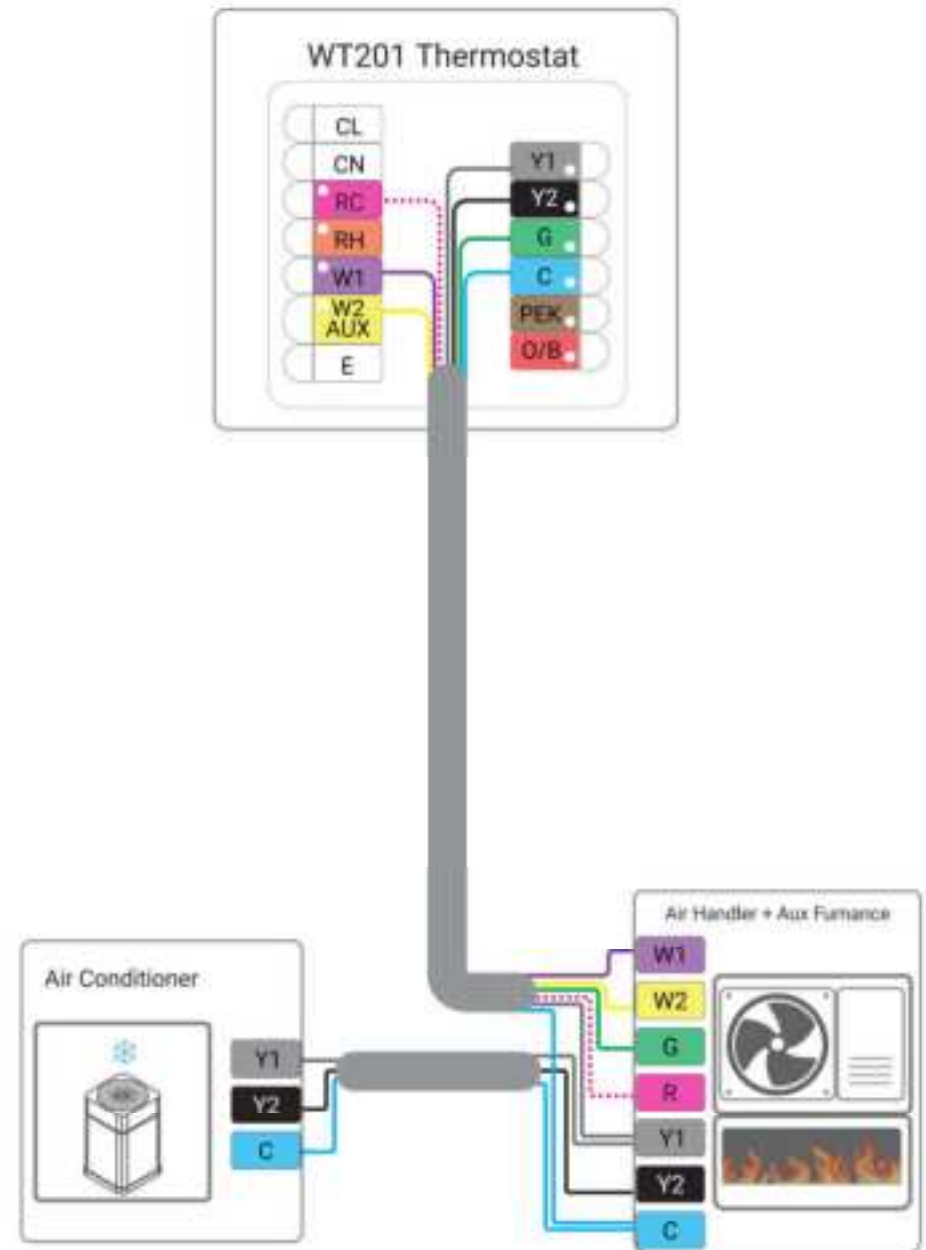 WT201 Thermostat
CL
CN
RC
RH
W1
W2
AUX
E
Y1
Y2
G
C
PEK
O/B
Air Handler + Aux Furnance
W1
W2
G
R
Y1
Y2
C
Air Conditioner
Y1
Y2
C